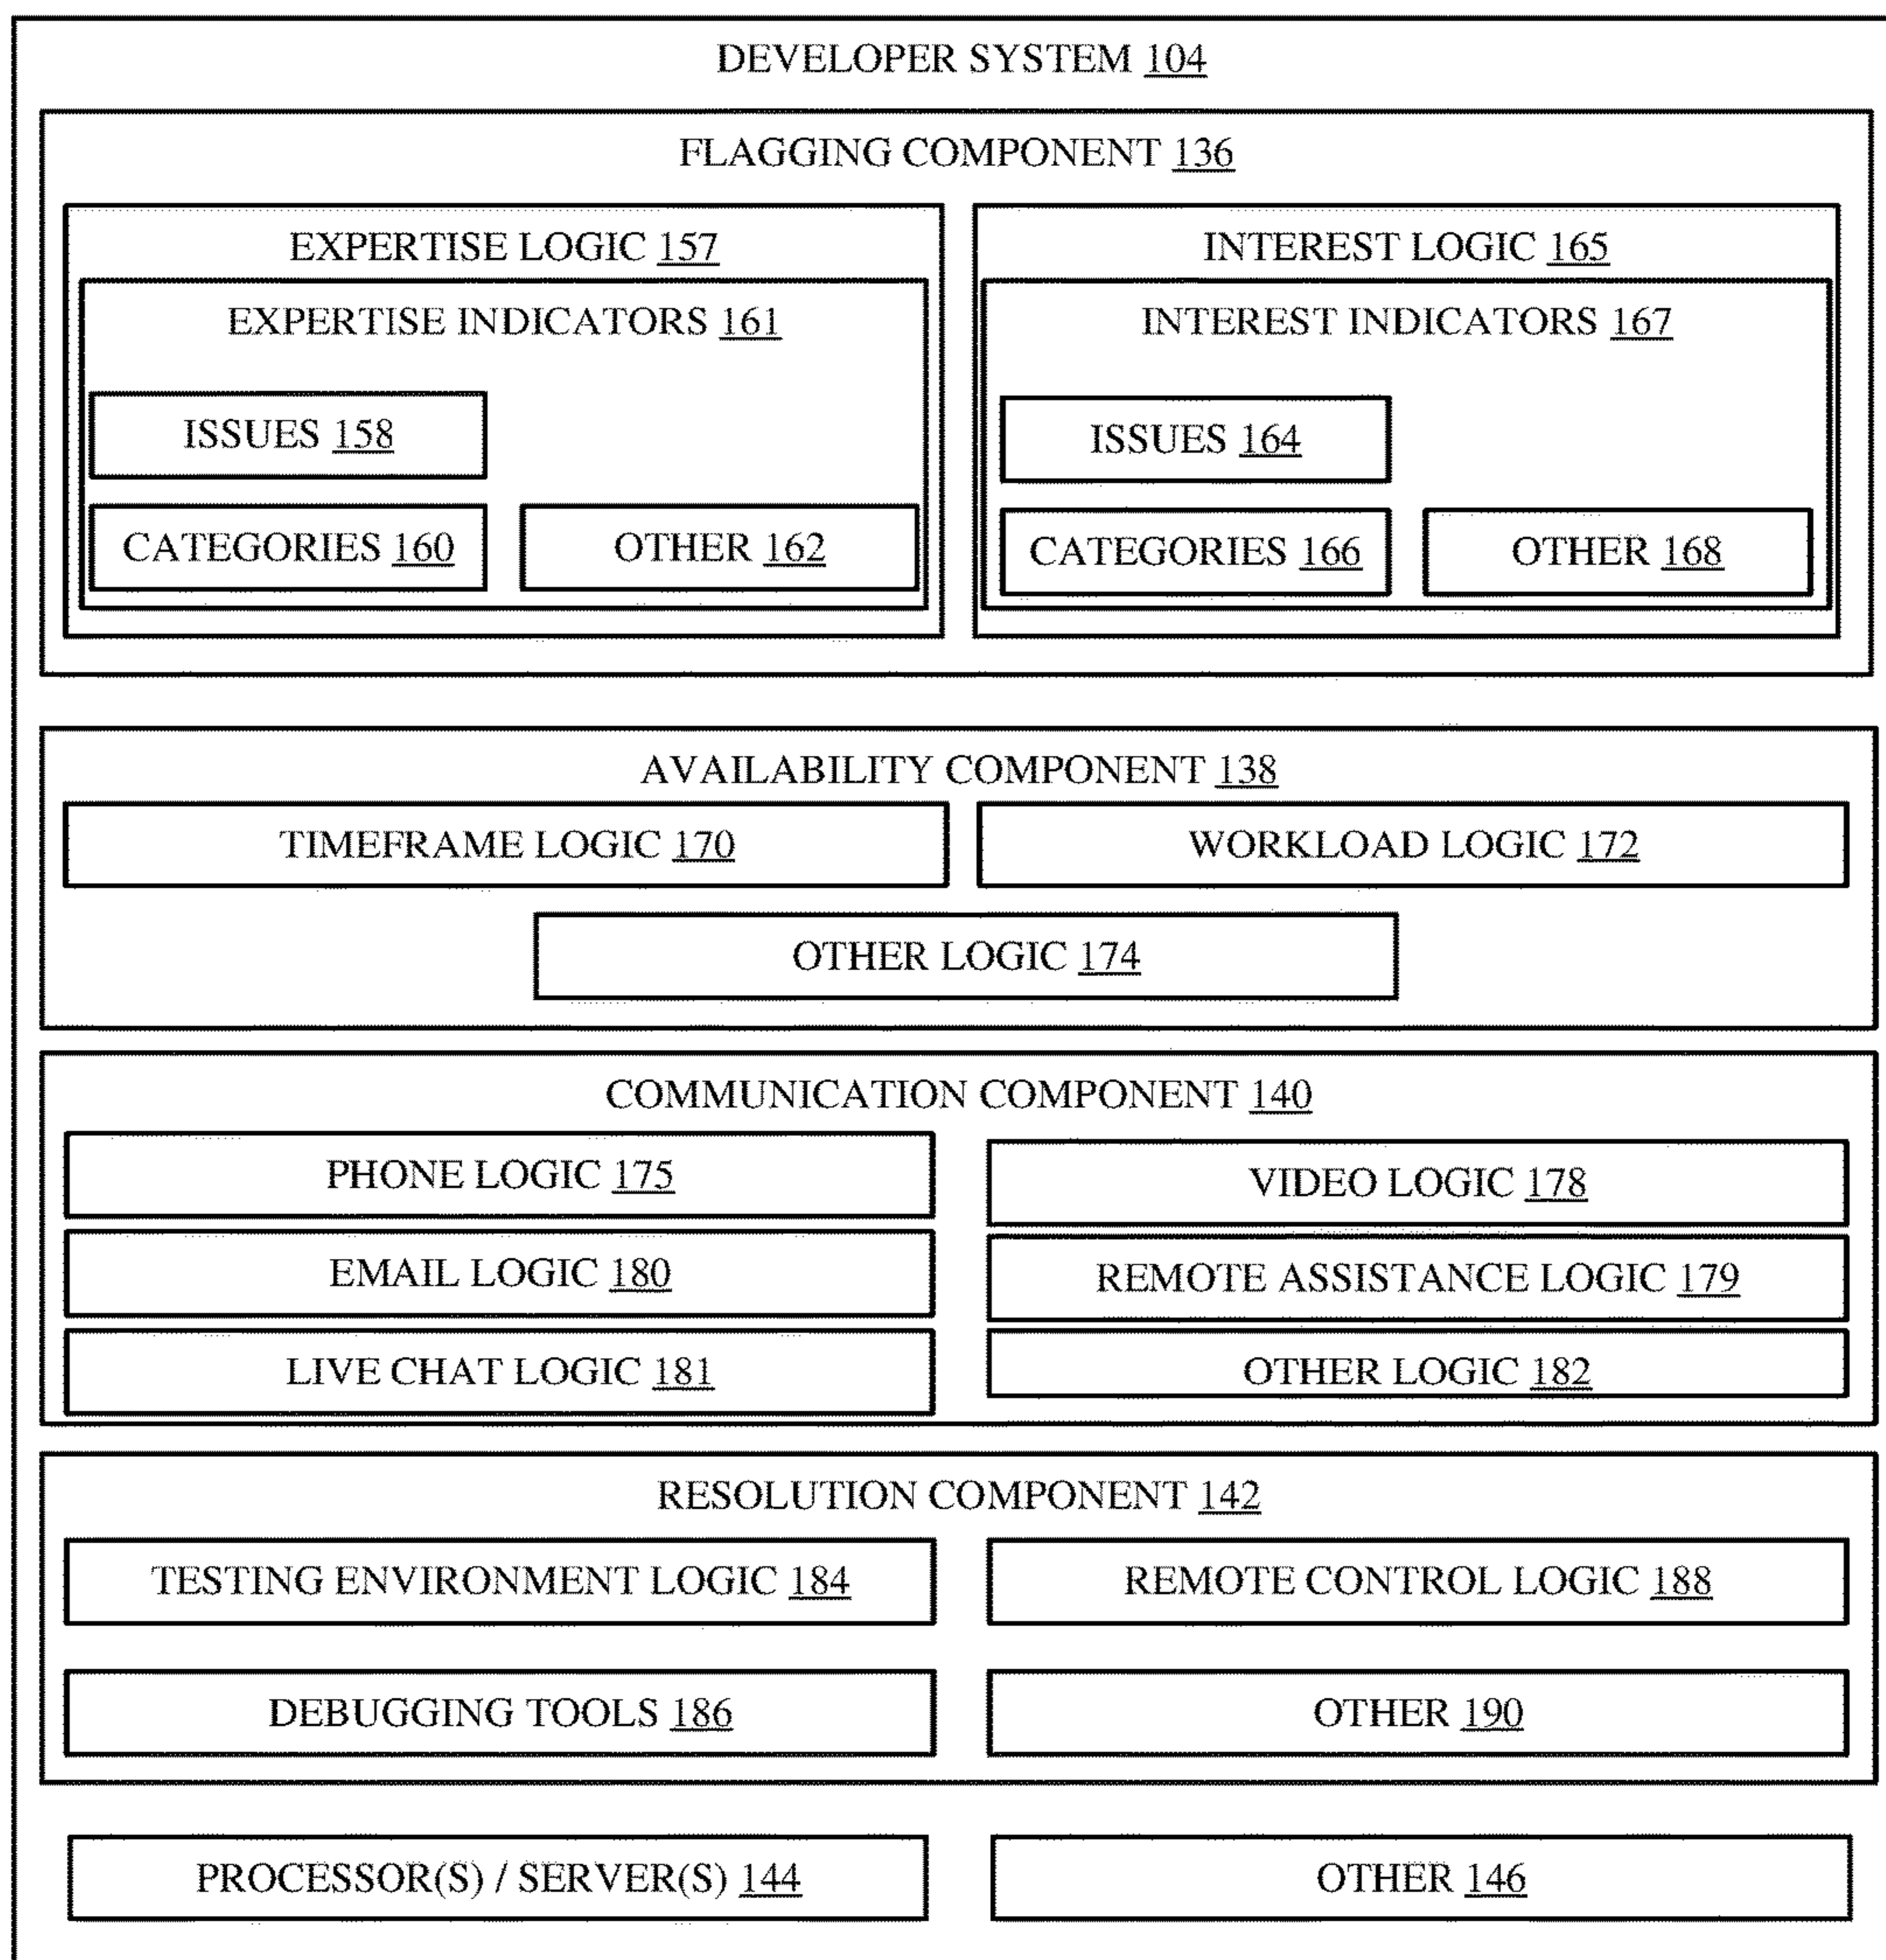 DEVELOPER SYSTEM 104
FLAGGING COMPONENT 136
EXPERTISE LOGIC 157
EXPERTISE INDICATORS 161
ISSUES 158
CATEGORIES 160
OTHER 162
INTEREST LOGIC 165
INTEREST INDICATORS 167
ISSUES 164
CATEGORIES 166
OTHER 168
AVAILABILITY COMPONENT 138
TIMEFRAME LOGIC 170
WORKLOAD LOGIC 172
OTHER LOGIC 174
COMMUNICATION COMPONENT 140
PHONE LOGIC 175
VIDEO LOGIC 178
EMAIL LOGIC 180
REMOTE ASSISTANCE LOGIC 179
LIVE CHAT LOGIC 181
OTHER LOGIC 182
RESOLUTION COMPONENT 142
TESTING ENVIRONMENT LOGIC 184
REMOTE CONTROL LOGIC 188
DEBUGGING TOOLS 186
OTHER 190
PROCESSOR(S) / SERVER(S) 144
OTHER 146